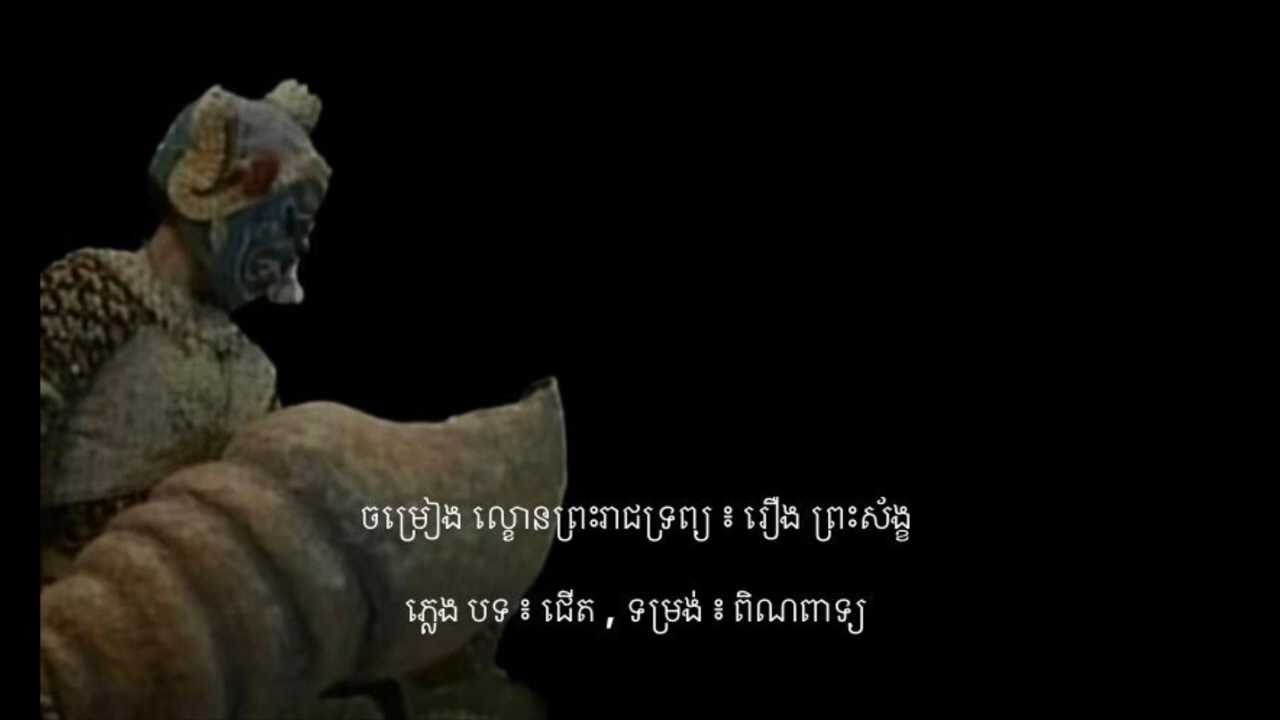 ចម្រៀង ល្ខោនព្រះរាជទ្រព្យ ៖ រឿង ព្រះស័ង្ខ
ភ្លេង បទ ៖ ជើត , ទម្រង់ ៖ ពិណពាទ្យ